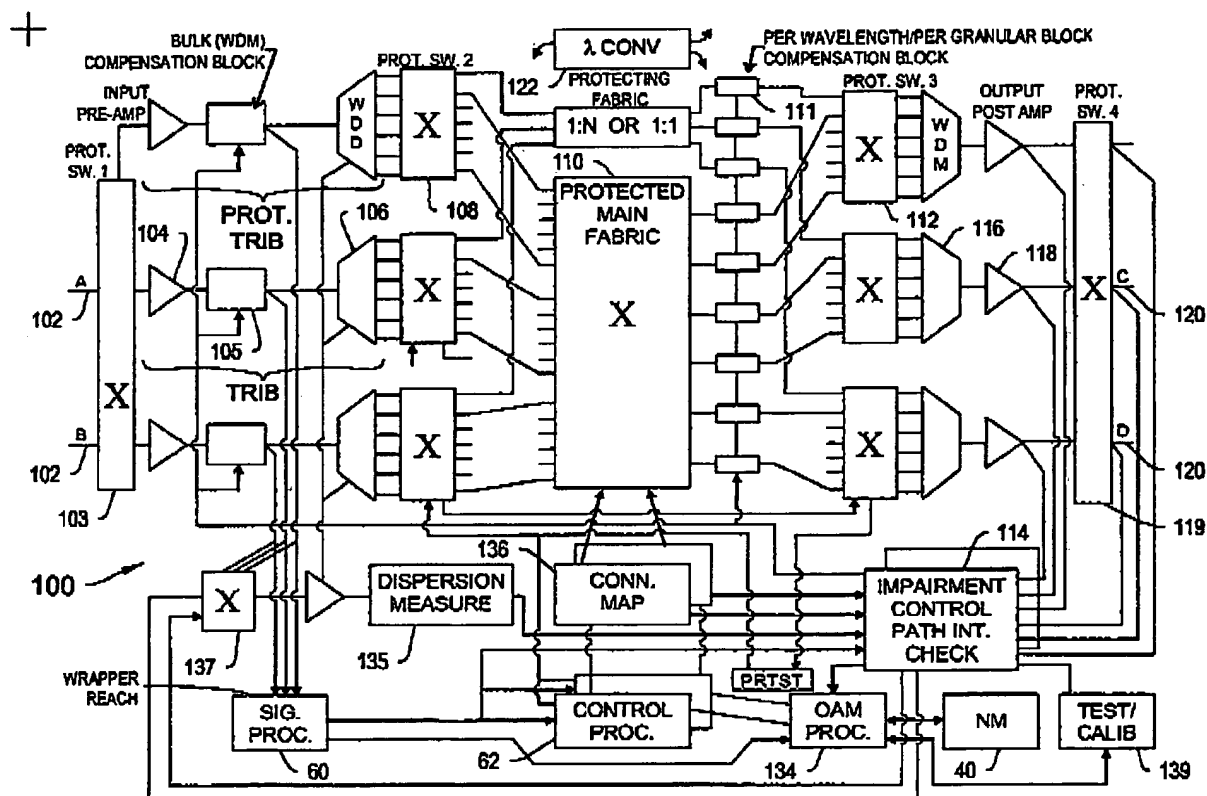 BULK (WDM)
COMPENSATION BLOCK
INPUT
PRE-AMP
PROT. SW. 2
λ CONV
122
PROTECTING
FABRIC
1:N OR 1:1
PER WAVELENGTH/PER GRANULAR BLOCK
COMPENSATION BLOCK
111
PROT. SW. 3
OUTPUT
POST AMP
PROT.
SW. 4
PROT.
SW. 1
WDD
X
WDM
X
PROT.
TRIB
108
110
PROTECTED
MAIN
FABRIC
X
112
104
106
116
118
A
102
105
X
X
X
C
120
TRIB
X
B
102
X
X
D
120
103
119
100
X
137
DISPERSION
MEASURE
135
136
CONN.
MAP
114
IMPAIRMENT
CONTROL
PATH INT.
CHECK
PRTST
WRAPPER
REACH
SIG.
PROC.
60
CONTROL
PROC.
62
OAM
PROC.
134
NM
40
TEST/
CALIB
139